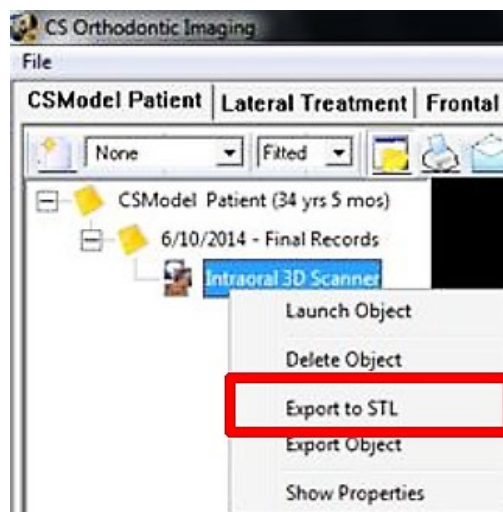 CS Orthodontic Imaging
File
CSModel Patient Lateral Treatment Frontal
None Fitted
CSModel Patient (34 yrs 5 mos)
6/10/2014 - Final Records
Intraoral 3D Scanner
Launch Object
Delete Object
Export to STL
Export Object
Show Properties